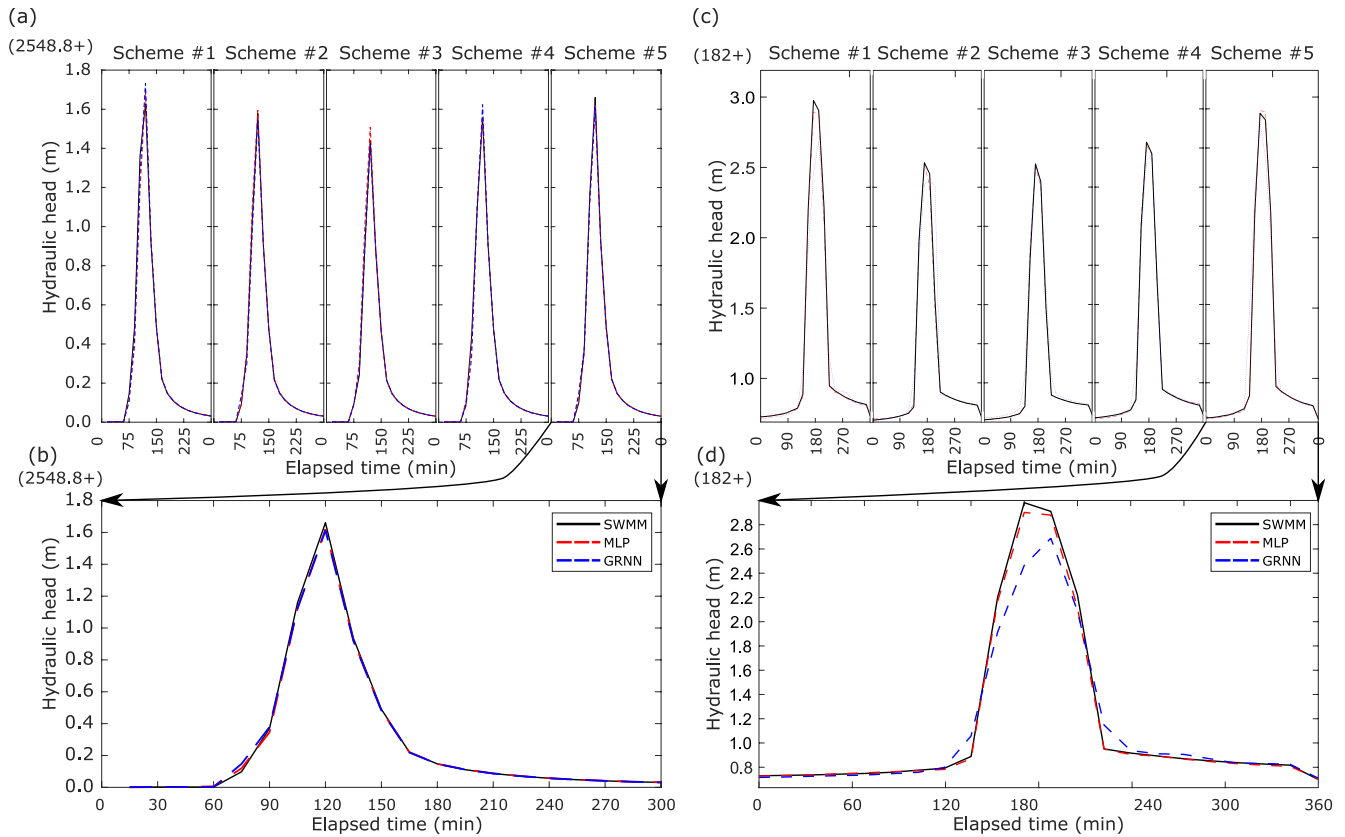 (a)
(2548.8+) Scheme #1 Scheme #2 Scheme #3 Scheme #4 Scheme #5
1.8
1.6
1.4
1.2
1.0
0.8
0.6
0.4
0.2
0.0
Hydraulic head (m)
0 75 150 225 0 75 150 225 0 75 150 225 0 75 150 225 0 75 150 225 0
Elapsed time (min)
(c)
(182+) Scheme #1 Scheme #2 Scheme #3 Scheme #4 Scheme #5
3.0
2.5
2.0
1.0
Hydraulic head (m)
0 90 180 270 0 90 180 270 0 90 180 270 0 90 180 270 0 90 180 270 0
Elapsed time (min)
(b)
(2548.8+)
1.8
1.6
1.4
1.2
1.0
0.8
0.6
0.4
0.2
0.0
Hydraulic head (m)
SWMM
MLP
GRNN
0 30 60 90 120 150 180 210 240 270 300
Elapsed time (min)
(d)
(182+)
2.8
2.6
2.4
2.2
2.0
1.8
1.6
1.4
1.2
1.0
0.8
Hydraulic head (m)
SWMM
MLP
GRNN
0 60 120 180 240 300 360
Elapsed time (min)